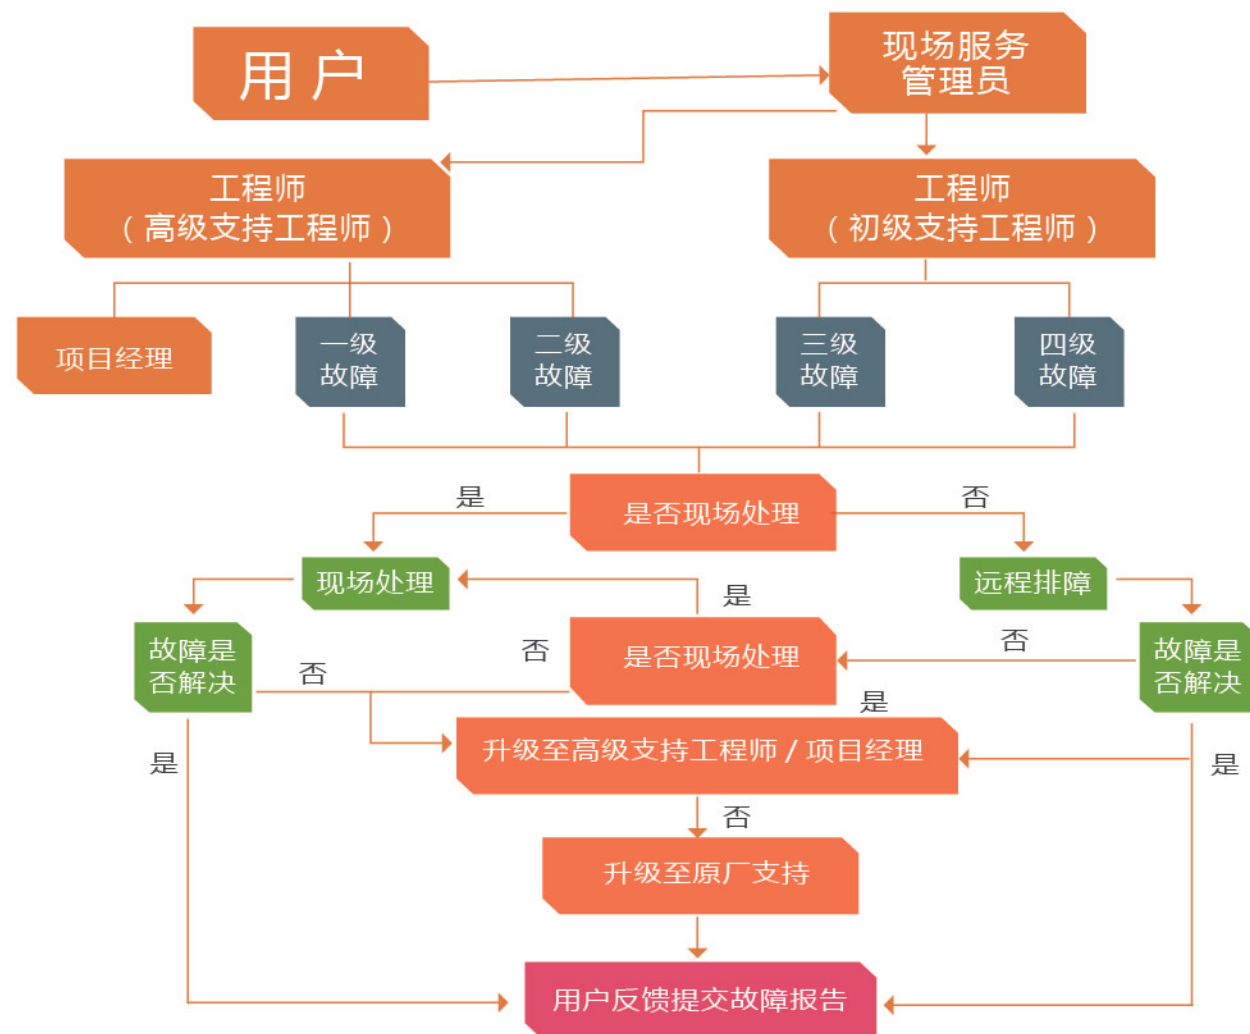 用户
现场服务
管理员
工程师
（高级支持工程师）
工程师
（初级支持工程师）
项目经理
一级
故障
二级
故障
三级
故障
四级
故障
是
是否现场处理
否
现场处理
远程排障
是
故障是
否解决
否
否
是否现场处理
否
故障是
否解决
是
是
升级至高级支持工程师 / 项目经理
是
否
升级至原厂支持
用户反馈提交故障报告